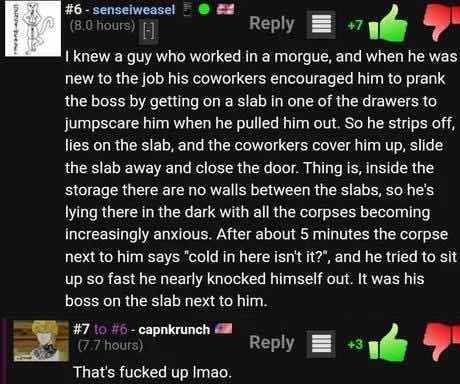 #6 - senseiweasel
(8.0 hours) [-]
Reply
+7
I knew a guy who worked in a morgue, and when he was
new to the job his coworkers encouraged him to prank
the boss by getting on a slab in one of the drawers to
jumpscare him when he pulled him out. So he strips off,
lies on the slab, and the coworkers cover him up, slide
the slab away and close the door. Thing is, inside the
storage there are no walls between the slabs, so he's
lying there in the dark with all the corpses becoming
increasingly anxious. After about 5 minutes the corpse
next to him says "cold in here isn't it?", and he tried to sit
up so fast he nearly knocked himself out. It was his
boss on the slab next to him.
#7 to #6 - capnkrunch
(7.7 hours)
Reply
+3
That's fucked up lmao.